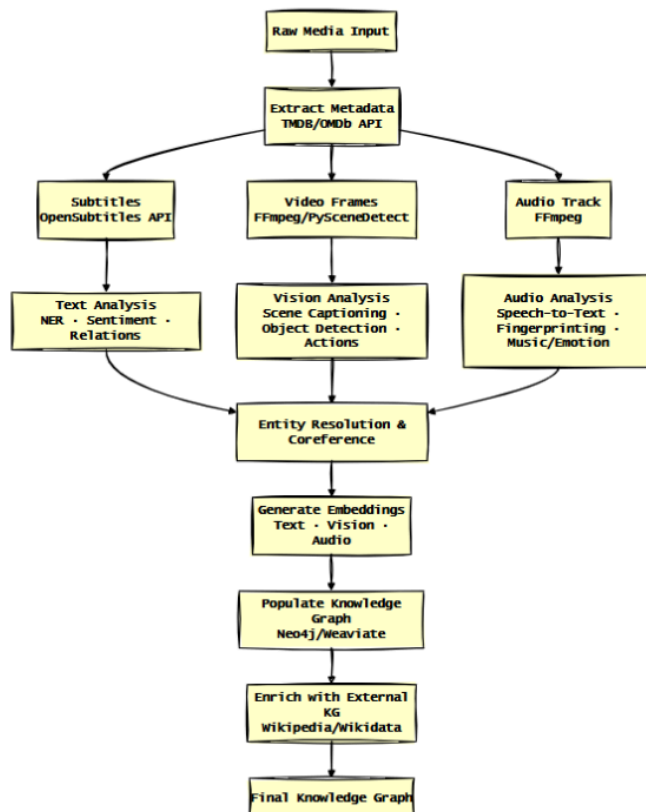 Raw Media Input
Extract Metadata
TMDB/OMDb API
Subtitles
OpenSubtitles API
Video Frames
FFmpeg/PySceneDetect
Audio Track
FFmpeg
Text Analysis
NER · Sentiment ·
Relations
Vision Analysis
Scene Captioning ·
Object Detection ·
Actions
Audio Analysis
Speech-to-Text ·
Fingerprinting ·
Music/Emotion
Entity Resolution &
Coreference
Generate Embeddings
Text · Vision ·
Audio
Populate Knowledge
Graph
Neo4j/Weaviate
Enrich with External
KG
Wikipedia/Wikidata
Final Knowledge Graph